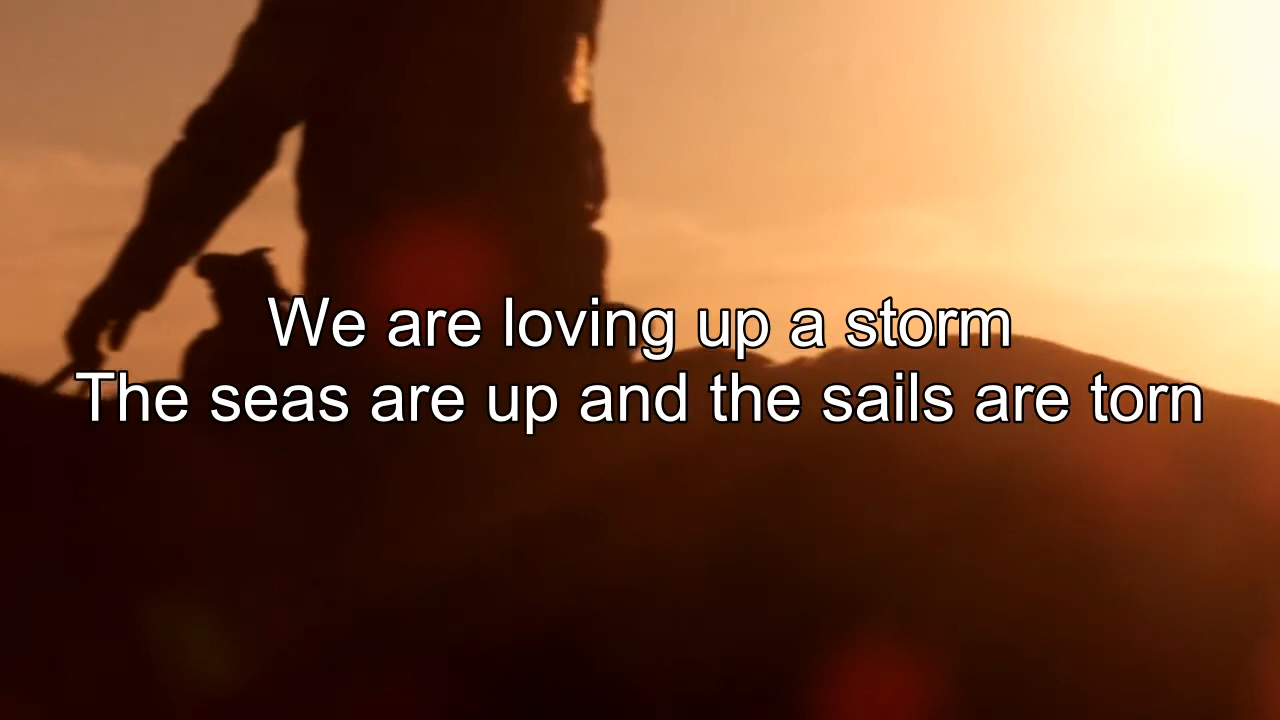 We are loving up a storm
The seas are up and the sails are torn